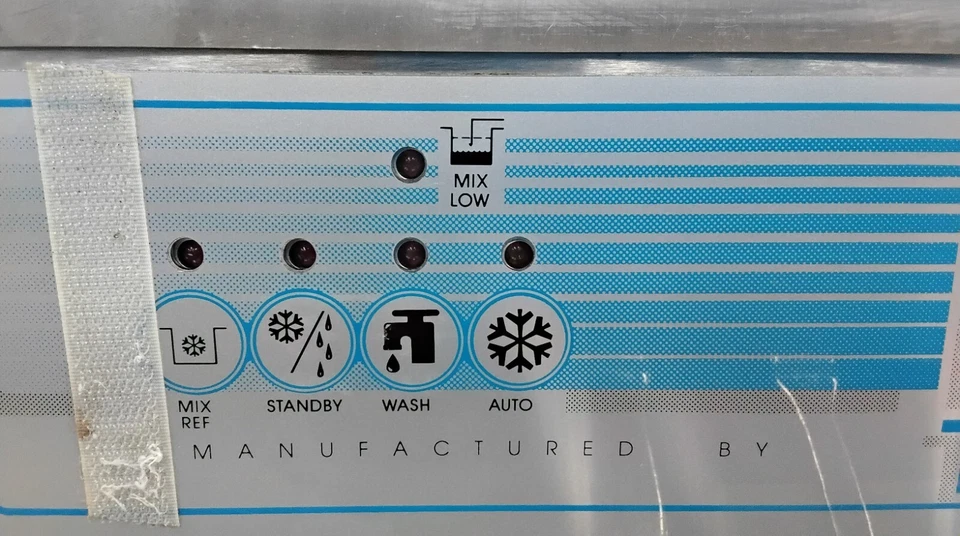 MIX
LOW
MIX
REF
STANDBY
WASH
AUTO
MANUFACTURED BY